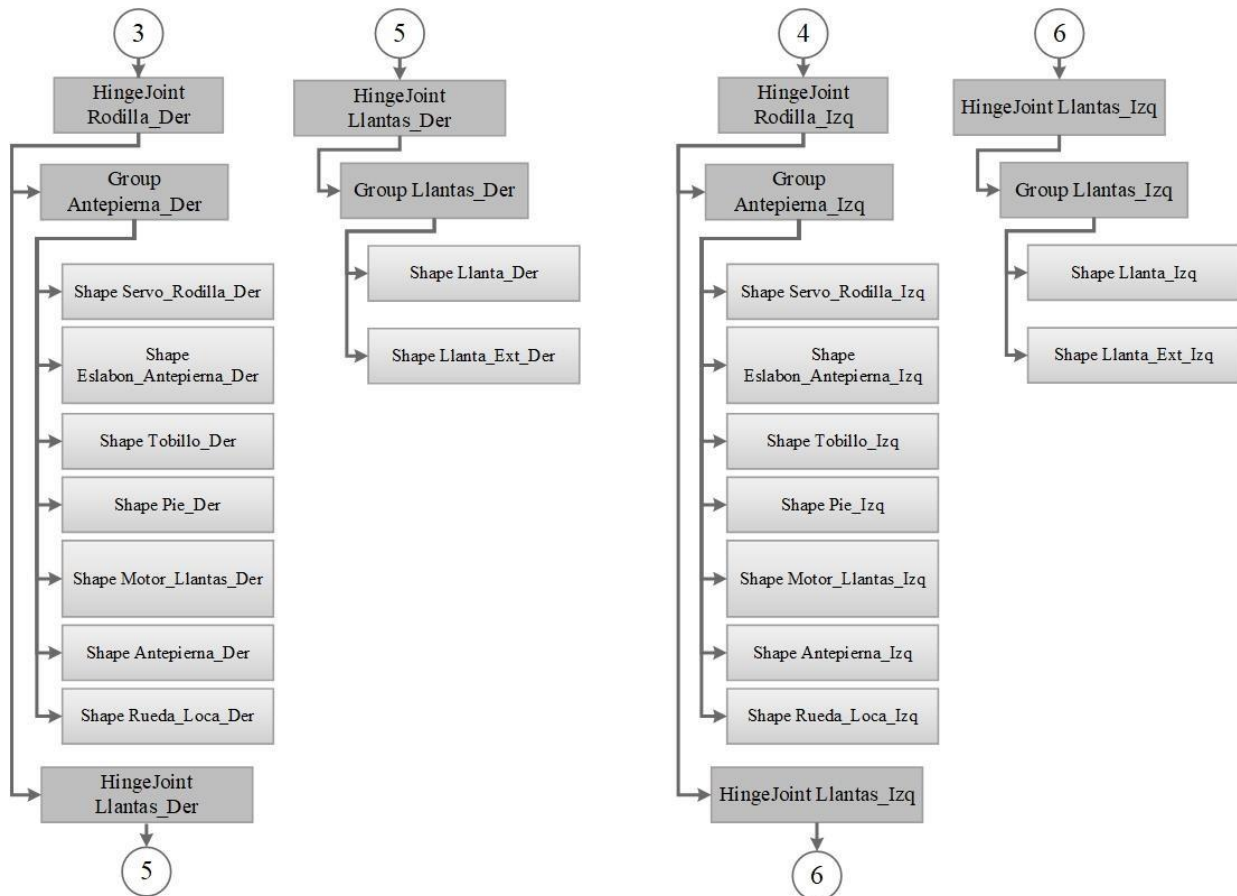 3
HingeJoint
Rodilla_Der
Group
Antepierna_Der
Shape Servo_Rodilla_Der
Shape
Eslabon_Antepierna_Der
Shape Tobillo_Der
Shape Pie_Der
Shape Motor_Llantas_Der
Shape Antepierna_Der
Shape Rueda_Loca_Der
HingeJoint
Llantas_Der
5
5
HingeJoint
Llantas_Der
Group Llantas_Der
Shape Llanta_Der
Shape Llanta_Ext_Der
4
HingeJoint
Rodilla_Izq
Group
Antepierna_Izq
Shape Servo_Rodilla_Izq
Shape
Eslabon_Antepierna_Izq
Shape Tobillo_Izq
Shape Pie_Izq
Shape Motor_Llantas_Izq
Shape Antepierna_Izq
Shape Rueda_Loca_Izq
HingeJoint Llantas_Izq
6
6
HingeJoint Llantas_Izq
Group Llantas_Izq
Shape Llanta_Izq
Shape Llanta_Ext_Izq